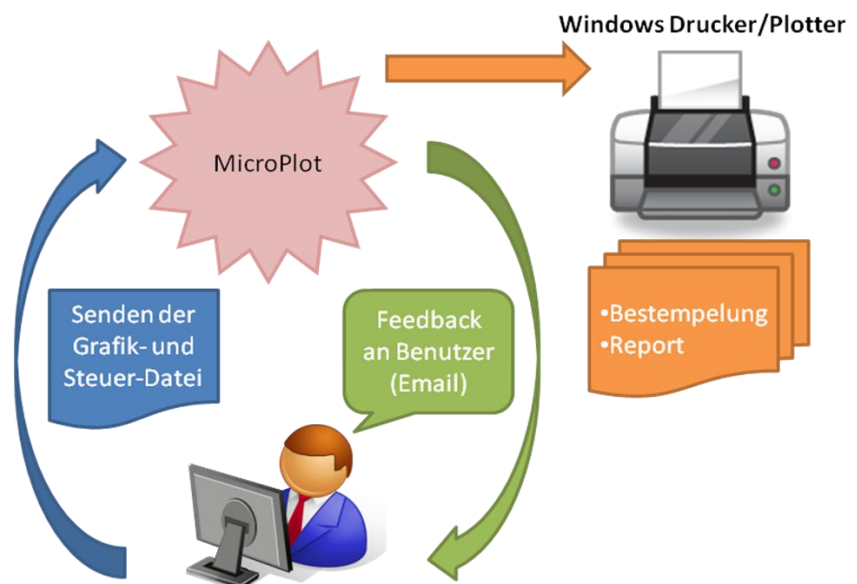 Windows Drucker/Plotter
MicroPlot
Senden der
Grafik- und
Steuer-Datei
Feedback
an Benutzer
(Email)
•Bestempelung
•Report